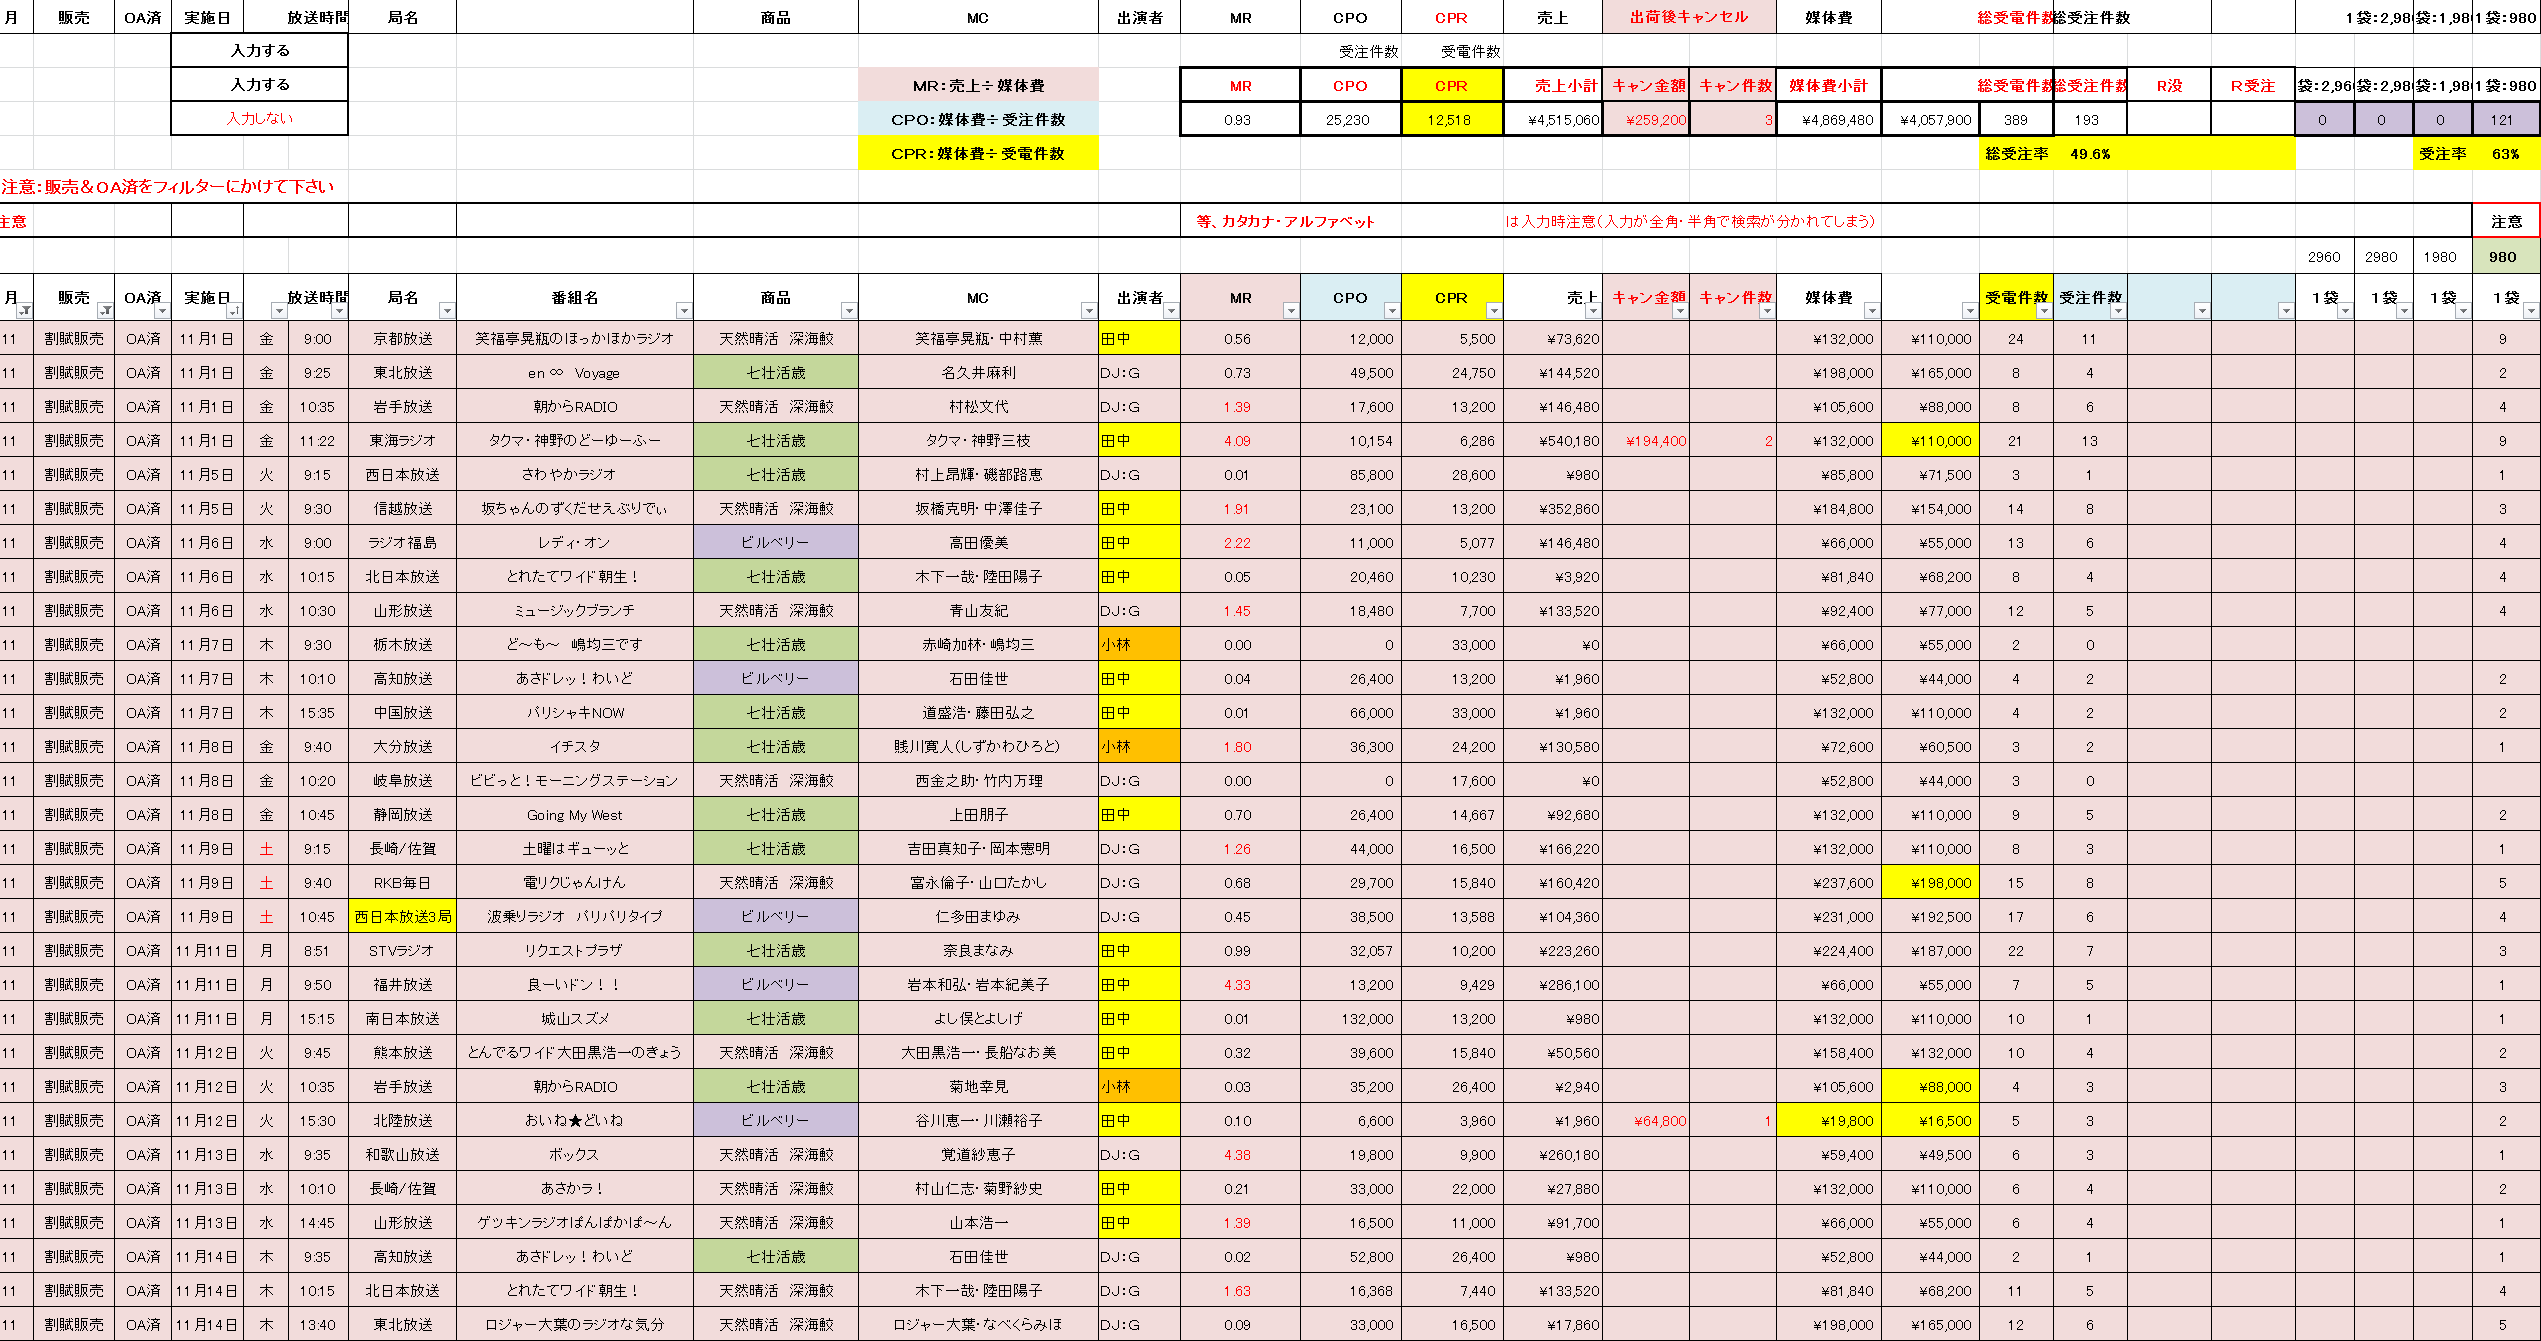 月 販売 OA済 実施日 放送時間 局名 商品 MC 出演者 MR CPO CPR 売上 出荷後キャンセル 媒体費 総受電件数 総受注件数 1袋:2,98 袋:1,98 1袋:980
入力する 受注件数 受電件数
入力する MR:売上÷媒体費 MR CPO CPR 売上小計 キャン金額 キャン件数 媒体費小計 総受電件数 総受注件数 R没 R受注 袋:2,96 袋:2,98 袋:1,98 1袋:980
入力しない CPO:媒体費÷受注件数 0.93 25,230 12,518 ¥4,515,060 ¥259,200 3 ¥4,869,480 ¥4,057,900 389 193 0 0 0 121
CPR:媒体費÷受電件数 総受注率 49.6% 受注率 63%
注意:販売&OA済をフィルターにかけて下さい
注意 等、カタカナ・アルファベット は入力時注意(入力が全角・半角で検索が分かれてしまう) 注意
2960 2980 1980 980
月 販売 OA済 実施日 放送時間 局名 番組名 商品 MC 出演者 MR CPO CPR 売上 キャン金額 キャン件数 媒体費 受電件数 受注件数 1袋 1袋 1袋 1袋
11 割賦販売 OA済 11月1日 金 9:00 京都放送 笑福亭晃瓶のほっかほかラジオ 天然晴活 深海鮫 笑福亭晃瓶・中村薫 田中 0.56 12,000 5,500 ¥73,620 ¥132,000 ¥110,000 24 11 9
11 割賦販売 OA済 11月1日 金 9:25 東北放送 en ∞ Voyage 七壮活歳 名久井麻利 DJ:G 0.73 49,500 24,750 ¥144,520 ¥198,000 ¥165,000 8 4 2
11 割賦販売 OA済 11月1日 金 10:35 岩手放送 朝からRADIO 天然晴活 深海鮫 村松文代 DJ:G 1.39 17,600 13,200 ¥146,480 ¥105,600 ¥88,000 8 6 4
11 割賦販売 OA済 11月1日 金 11:22 東海ラジオ タクマ・神野のどーゆーふー 七壮活歳 タクマ・神野三枝 田中 4.09 10,154 6,286 ¥540,180 ¥194,400 2 ¥132,000 ¥110,000 21 13 9
11 割賦販売 OA済 11月5日 火 9:15 西日本放送 さわやかラジオ 七壮活歳 村上昂輝・磯部路恵 DJ:G 0.01 85,800 28,600 ¥980 ¥85,800 ¥71,500 3 1 1
11 割賦販売 OA済 11月5日 火 9:30 信越放送 坂ちゃんのずくだせえぶりでぃ 天然晴活 深海鮫 坂橋克明・中澤佳子 田中 1.91 23,100 13,200 ¥352,860 ¥184,800 ¥154,000 14 8 3
11 割賦販売 OA済 11月6日 水 9:00 ラジオ福島 レディ・オン ビルベリー 高田優美 田中 2.22 11,000 5,077 ¥146,480 ¥66,000 ¥55,000 13 6 4
11 割賦販売 OA済 11月6日 水 10:15 北日本放送 とれたてワイド朝生! 七壮活歳 木下一哉・陸田陽子 田中 0.05 20,460 10,230 ¥3,920 ¥81,840 ¥68,200 8 4 4
11 割賦販売 OA済 11月6日 水 10:30 山形放送 ミュージックブランチ 天然晴活 深海鮫 青山友紀 DJ:G 1.45 18,480 7,700 ¥133,520 ¥92,400 ¥77,000 12 5 4
11 割賦販売 OA済 11月7日 木 9:30 栃木放送 ど～も～ 嶋均三です 七壮活歳 赤崎加林・嶋均三 小林 0.00 0 33,000 ¥0 ¥66,000 ¥55,000 2 0
11 割賦販売 OA済 11月7日 木 10:10 高知放送 あさドレッ!わいど ビルベリー 石田佳世 田中 0.04 26,400 13,200 ¥1,960 ¥52,800 ¥44,000 4 2 2
11 割賦販売 OA済 11月7日 木 15:35 中国放送 バリシャキNOW 七壮活歳 道盛浩・藤田弘之 田中 0.01 66,000 33,000 ¥1,960 ¥132,000 ¥110,000 4 2 2
11 割賦販売 OA済 11月8日 金 9:40 大分放送 イチスタ 七壮活歳 賎川寛人(しずかわひろと) 小林 1.80 36,300 24,200 ¥130,580 ¥72,600 ¥60,500 3 2 1
11 割賦販売 OA済 11月8日 金 10:20 岐阜放送 ビビっと!モーニングステーション 天然晴活 深海鮫 西金之助・竹内万理 DJ:G 0.00 0 17,600 ¥0 ¥52,800 ¥44,000 3 0
11 割賦販売 OA済 11月8日 金 10:45 静岡放送 Going My West 七壮活歳 上田朋子 田中 0.70 26,400 14,667 ¥92,680 ¥132,000 ¥110,000 9 5 2
11 割賦販売 OA済 11月9日 土 9:15 長崎/佐賀 土曜はギューッと 七壮活歳 吉田真知子・岡本憲明 DJ:G 1.26 44,000 16,500 ¥166,220 ¥132,000 ¥110,000 8 3 1
11 割賦販売 OA済 11月9日 土 9:40 RKB毎日 電リクじゃんけん 天然晴活 深海鮫 富永倫子・山口たかし DJ:G 0.68 29,700 15,840 ¥160,420 ¥237,600 ¥198,000 15 8 5
11 割賦販売 OA済 11月9日 土 10:45 西日本放送3局 波乗りラジオ バリバリタイプ ビルベリー 仁多田まゆみ DJ:G 0.45 38,500 13,588 ¥104,360 ¥231,000 ¥192,500 17 6 4
11 割賦販売 OA済 11月11日 月 8:51 STVラジオ リクエストプラザ 七壮活歳 奈良まなみ 田中 0.99 32,057 10,200 ¥223,260 ¥224,400 ¥187,000 22 7 3
11 割賦販売 OA済 11月11日 月 9:50 福井放送 良ーいドン!! ビルベリー 岩本和弘・岩本紀美子 田中 4.33 13,200 9,429 ¥286,100 ¥66,000 ¥55,000 7 5 1
11 割賦販売 OA済 11月11日 月 15:15 南日本放送 城山スズメ 七壮活歳 よし俣とよしげ 田中 0.01 132,000 13,200 ¥980 ¥132,000 ¥110,000 10 1 1
11 割賦販売 OA済 11月12日 火 9:45 熊本放送 とんでるワイド大田黒浩一のきょう 天然晴活 深海鮫 大田黒浩一・長船なお美 田中 0.32 39,600 15,840 ¥50,560 ¥158,400 ¥132,000 10 4 2
11 割賦販売 OA済 11月12日 火 10:35 岩手放送 朝からRADIO 七壮活歳 菊地幸見 小林 0.03 35,200 26,400 ¥2,940 ¥105,600 ¥88,000 4 3 3
11 割賦販売 OA済 11月12日 火 15:30 北陸放送 おいね★どいね ビルベリー 谷川恵一・川瀬裕子 田中 0.10 6,600 3,960 ¥1,960 ¥64,800 1 ¥19,800 ¥16,500 5 3 2
11 割賦販売 OA済 11月13日 水 9:35 和歌山放送 ボックス 天然晴活 深海鮫 覚道紗恵子 DJ:G 4.38 19,800 9,900 ¥260,180 ¥59,400 ¥49,500 6 3 1
11 割賦販売 OA済 11月13日 水 10:10 長崎/佐賀 あさかラ! 天然晴活 深海鮫 村山仁志・菊野紗史 田中 0.21 33,000 22,000 ¥27,880 ¥132,000 ¥110,000 6 4 2
11 割賦販売 OA済 11月13日 水 14:45 山形放送 ゲツキンラジオぱんぱかぱ～ん 天然晴活 深海鮫 山本浩一 田中 1.39 16,500 11,000 ¥91,700 ¥66,000 ¥55,000 6 4 1
11 割賦販売 OA済 11月14日 木 9:35 高知放送 あさドレッ!わいど 七壮活歳 石田佳世 DJ:G 0.02 52,800 26,400 ¥980 ¥52,800 ¥44,000 2 1 1
11 割賦販売 OA済 11月14日 木 10:15 北日本放送 とれたてワイド朝生! 天然晴活 深海鮫 木下一哉・陸田陽子 DJ:G 1.63 16,368 7,440 ¥133,520 ¥81,840 ¥68,200 11 5 4
11 割賦販売 OA済 11月14日 木 13:40 東北放送 ロジャー大葉のラジオな気分 天然晴活 深海鮫 ロジャー大葉・なべくらみほ DJ:G 0.09 33,000 16,500 ¥17,860 ¥198,000 ¥165,000 12 6 5